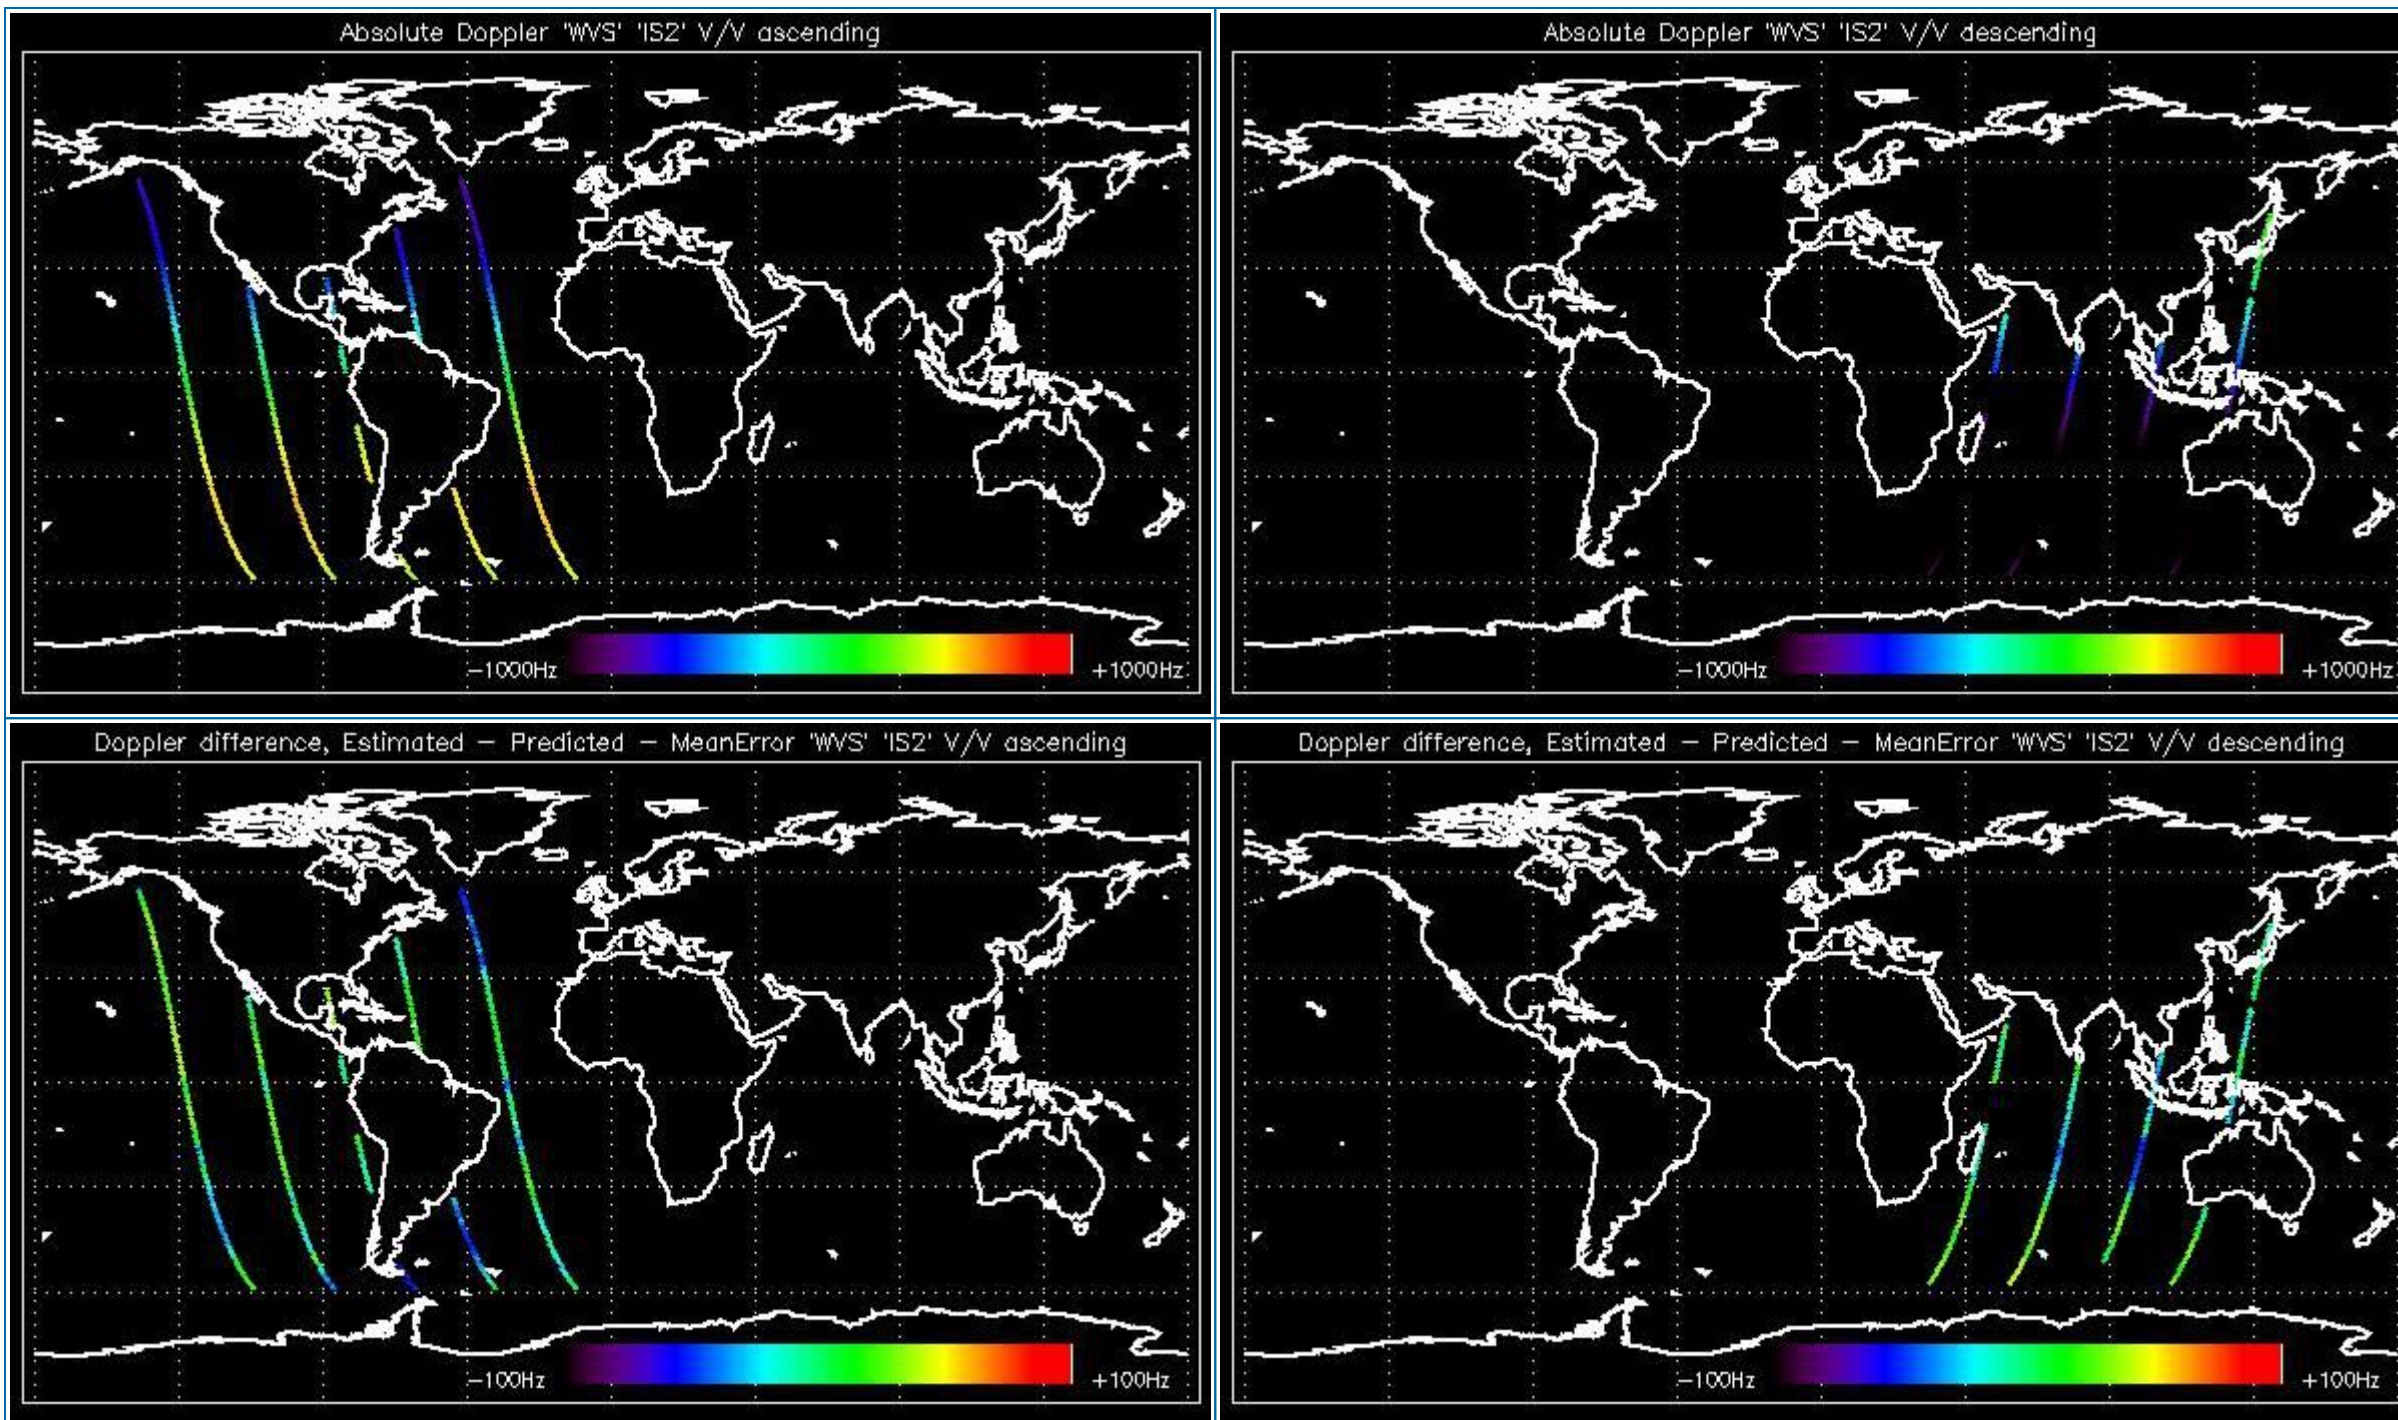 Absolute Doppler 'WVS' 'IS2' V/V ascending
-1000Hz +1000Hz
Absolute Doppler 'WVS' 'IS2' V/V descending
-1000Hz +1000Hz
Doppler difference, Estimated - Predicted - MeanError 'WVS' 'IS2' V/V ascending
-100Hz +100Hz
Doppler difference, Estimated - Predicted - MeanError 'WVS' 'IS2' V/V descending
-100Hz +100Hz